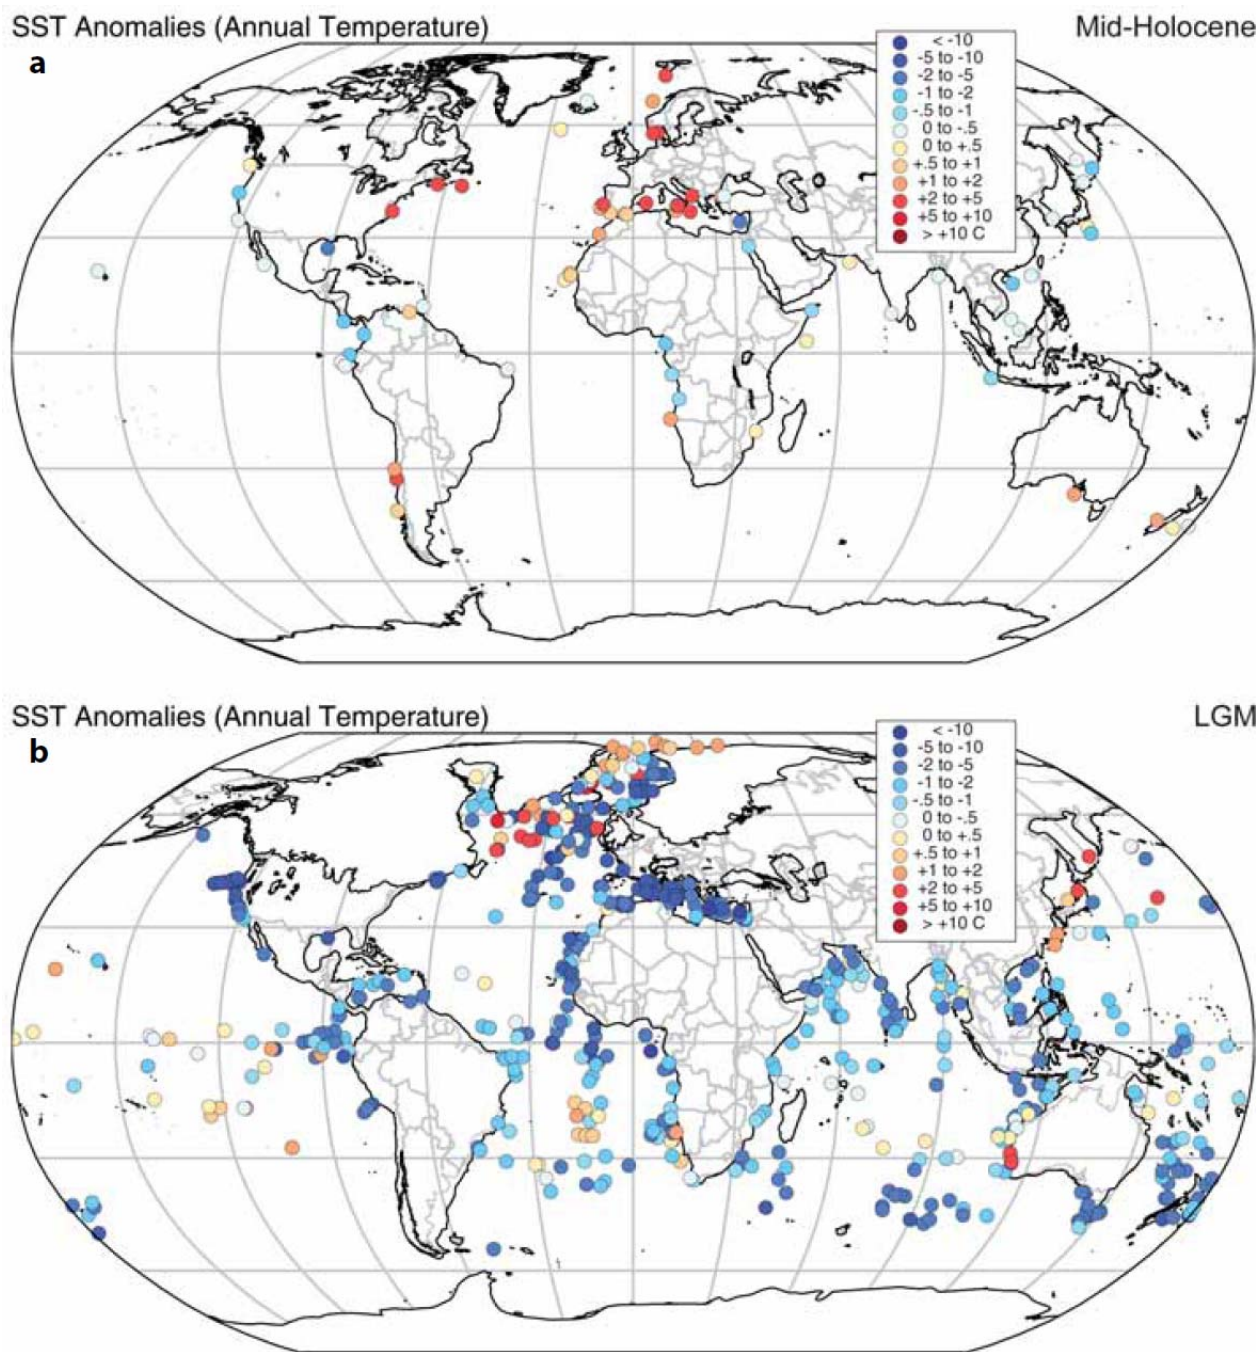 SST Anomalies (Annual Temperature)
Mid-Holocene
a
< -10
-5 to -10
-2 to -5
-1 to -2
-.5 to -1
0 to -.5
0 to +.5
+.5 to +1
+1 to +2
+2 to +5
+5 to +10
> +10 C
SST Anomalies (Annual Temperature)
LGM
b
< -10
-5 to -10
-2 to -5
-1 to -2
-.5 to -1
0 to -.5
0 to +.5
+.5 to +1
+1 to +2
+2 to +5
+5 to +10
> +10 C